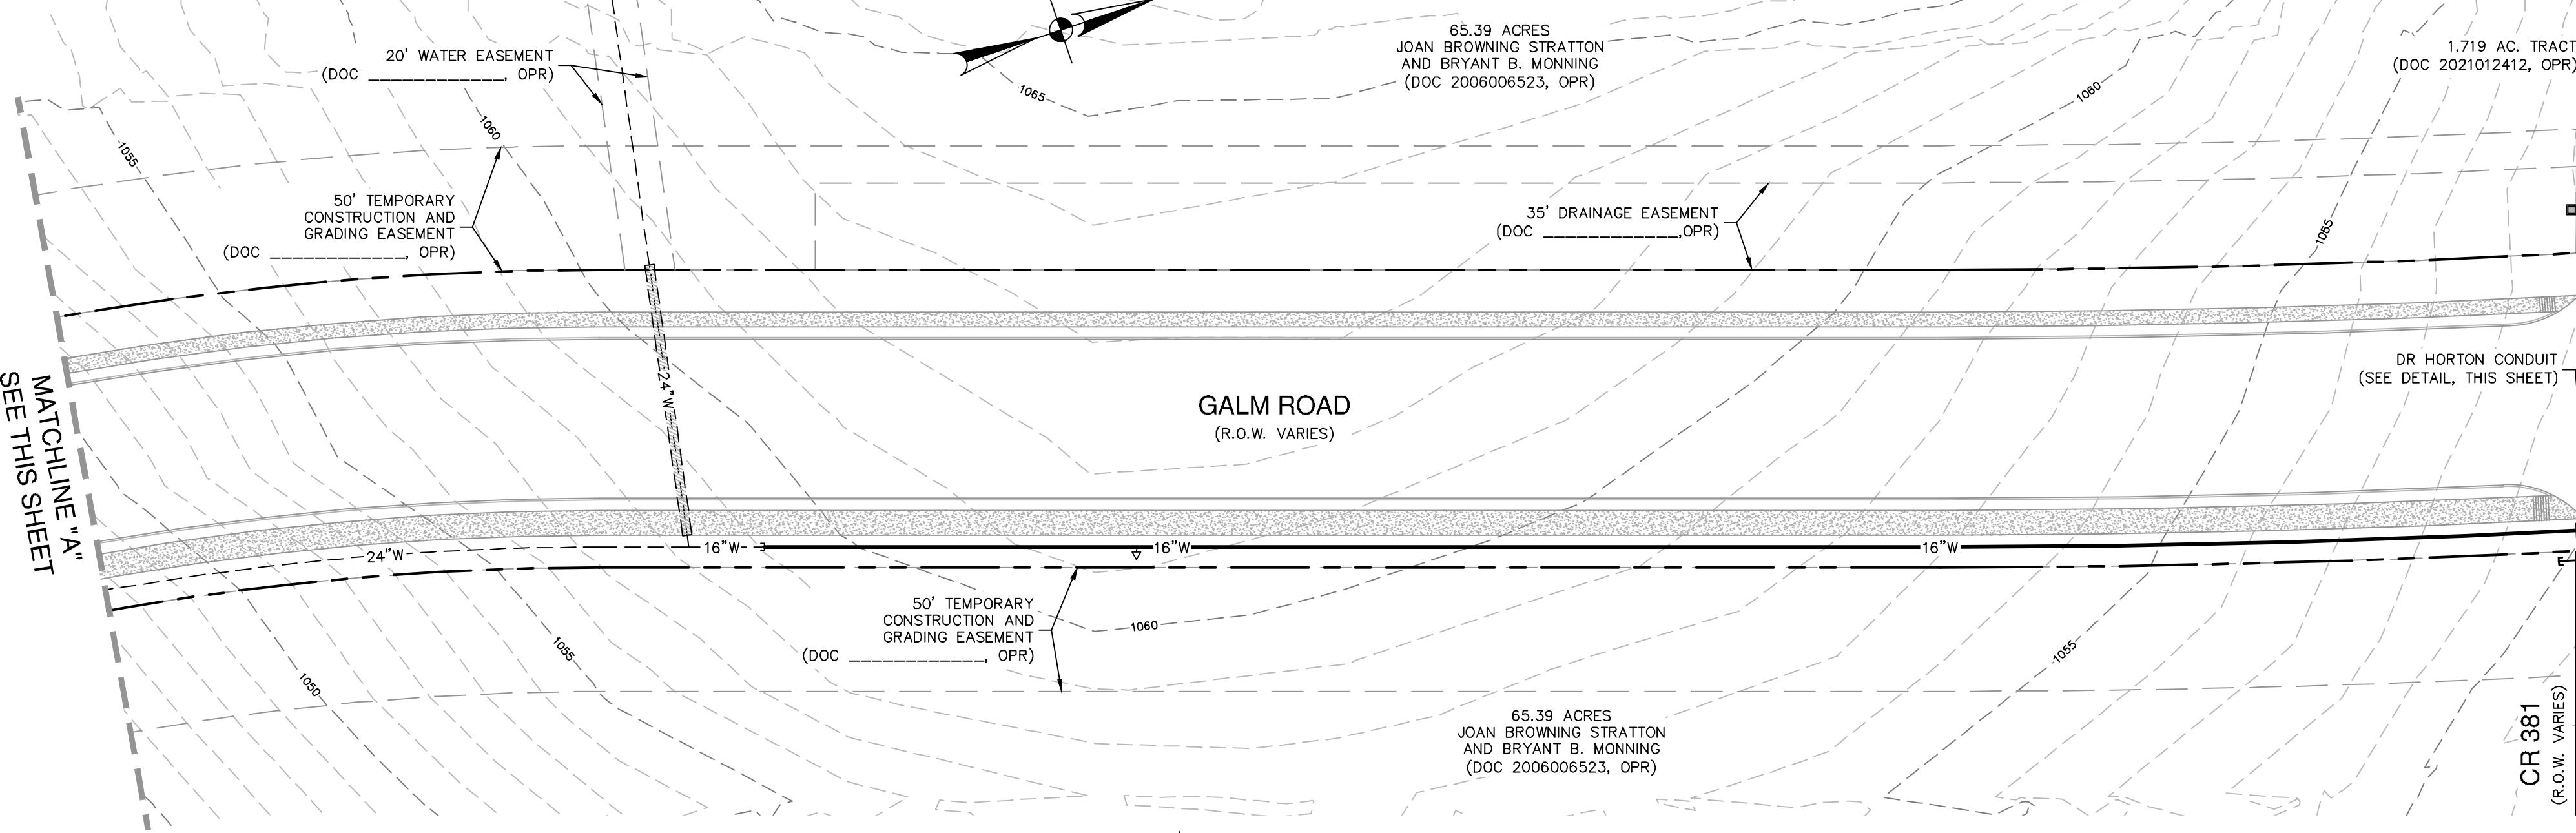 20' WATER EASEMENT
(DOC ____________, OPR)
1065
65.39 ACRES
JOAN BROWNING STRATTON
AND BRYANT B. MONNING
(DOC 2006006523, OPR)
1060
1.719 AC. TRACT
(DOC 2021012412, OPR)
1055
1060
50' TEMPORARY
CONSTRUCTION AND
GRADING EASEMENT
(DOC ____________, OPR)
35' DRAINAGE EASEMENT
(DOC ____________,OPR)
1055
MATCHLINE "A"
SEE THIS SHEET
24"W
GALM ROAD
(R.O.W. VARIES)
DR HORTON CONDUIT
(SEE DETAIL, THIS SHEET)
24"W
16"W
16"W
16"W
50' TEMPORARY
CONSTRUCTION AND
GRADING EASEMENT
(DOC ____________, OPR)
1060
1055
1050
1055
65.39 ACRES
JOAN BROWNING STRATTON
AND BRYANT B. MONNING
(DOC 2006006523, OPR)
CR 381
(R.O.W. VARIES)